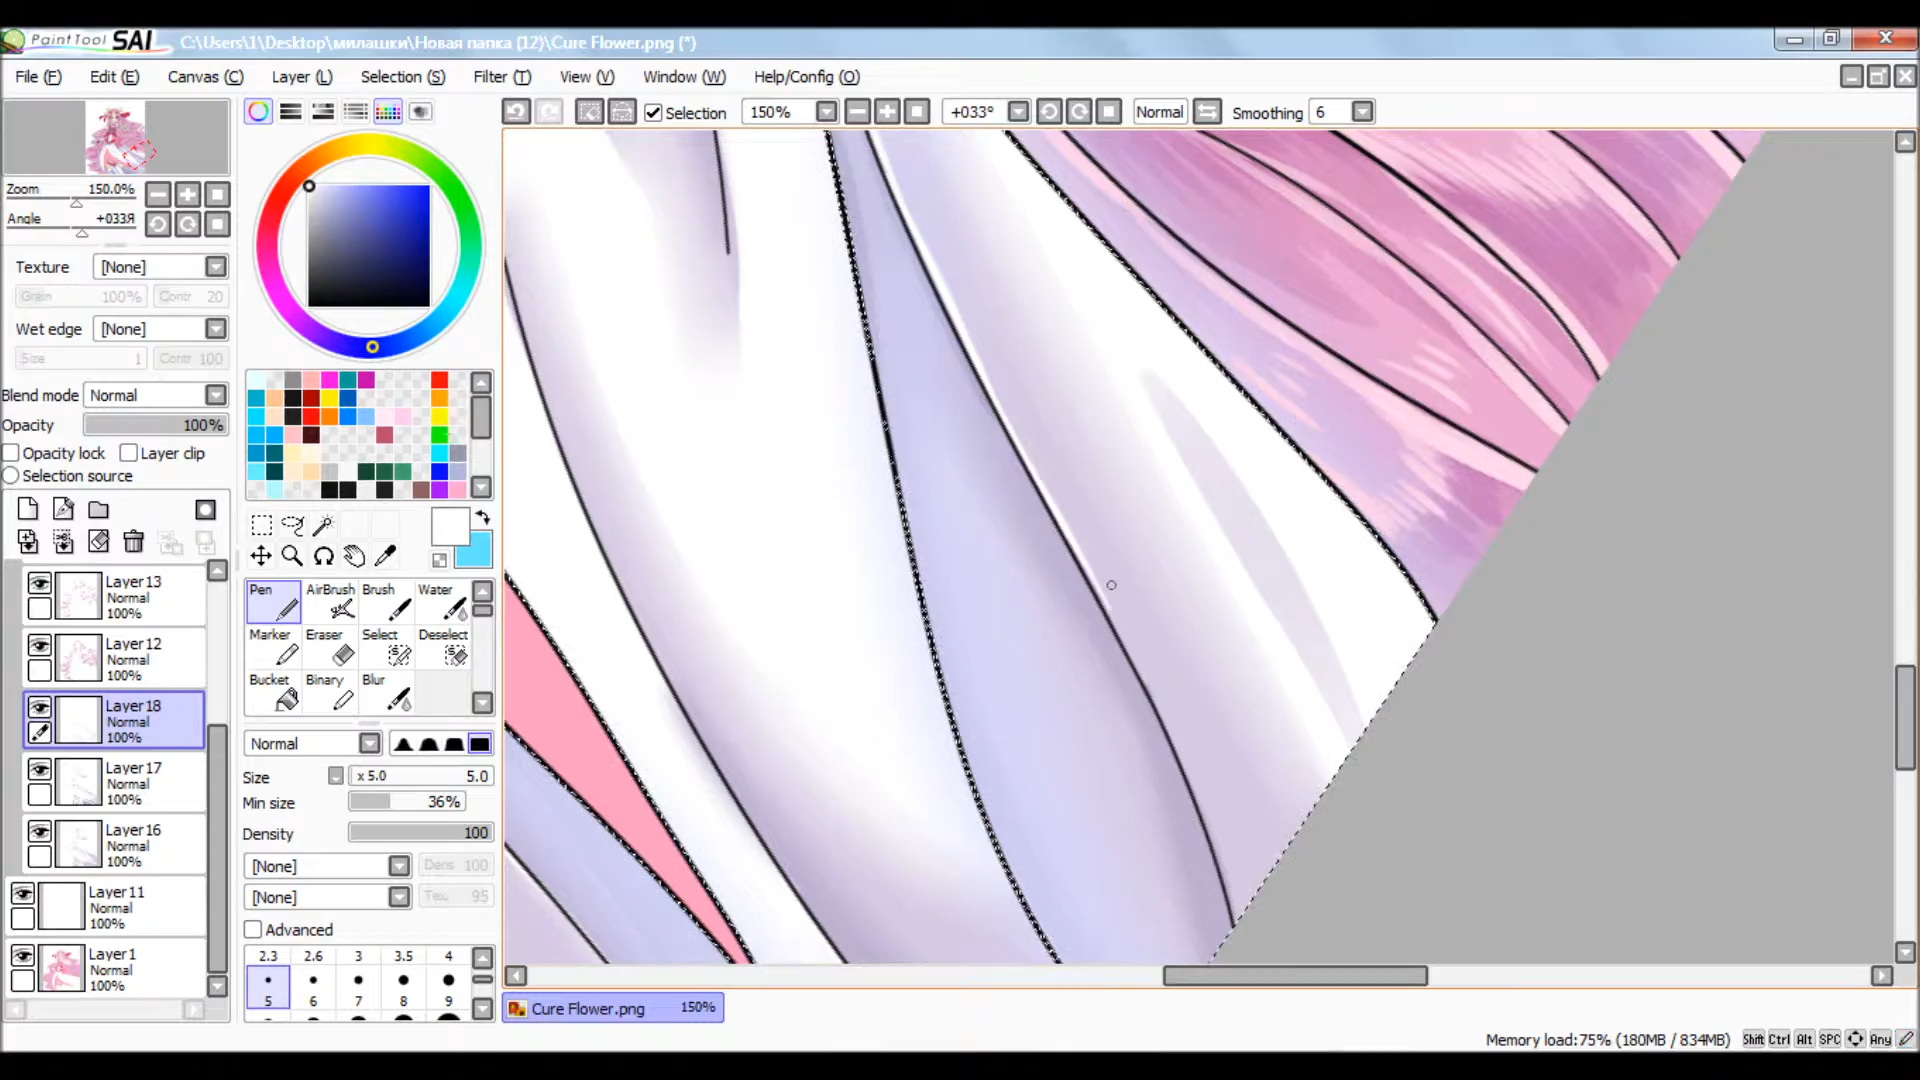 PaintTool SAI C:\Users\1\Desktop\милашки\Новая папка (12)\Cure Flower.png (*)
File (F) Edit (E) Canvas (C) Layer (L) Selection (S) Filter (T) View (V) Window (W) Help/Config (O)
Selection 150% +033° Normal Smoothing 6
Zoom 150.0%
Angle +033Я
Texture [None]
Grain 100% Contr 20
Wet edge [None]
Size 1 Contr 100
Blend mode Normal
Opacity 100%
Opacity lock Layer clip
Selection source
Layer13
Normal
100%
Layer12
Normal
100%
Layer18
Normal
100%
Layer17
Normal
100%
Layer16
Normal
100%
Layer11
Normal
100%
Layer1
Normal
100%
Pen AirBrush Brush Water
Marker Eraser Select Deselect
Bucket Binary Blur
Normal
Size x 5.0 5.0
Min size 36%
Density 100
[None] Dens 100
[None] Tex. 95
Advanced
2.3 2.6 3 3.5 4
5 6 7 8 9
Cure Flower.png 150%
Memory load:75% (180MB / 834MB) Shift Ctrl Alt SPC Any